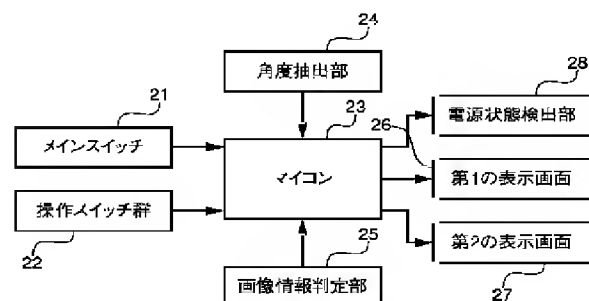 24
角度抽出部
21
メインスイッチ
23
マイコン
28
電源状態検出部
26
第1の表示画面
操作スイッチ群
22
25
画像情報判定部
第2の表示画面
27